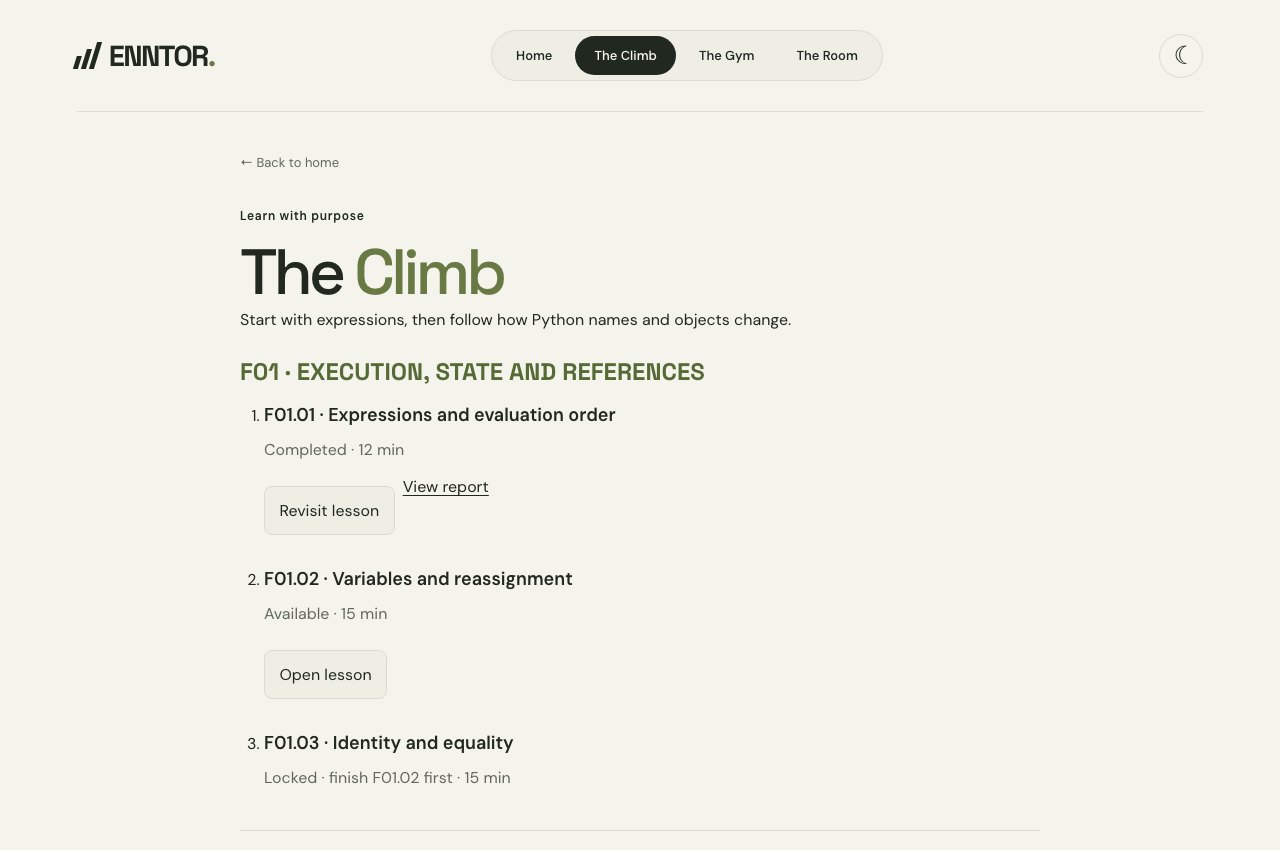 ENNTOR.
Home
The Climb
The Gym
The Room
← Back to home
Learn with purpose
The Climb
Start with expressions, then follow how Python names and objects change.
F01 · EXECUTION, STATE AND REFERENCES
1. F01.01 · Expressions and evaluation order
Completed · 12 min
View report
Revisit lesson
2. F01.02 · Variables and reassignment
Available · 15 min
Open lesson
3. F01.03 · Identity and equality
Locked · finish F01.02 first · 15 min